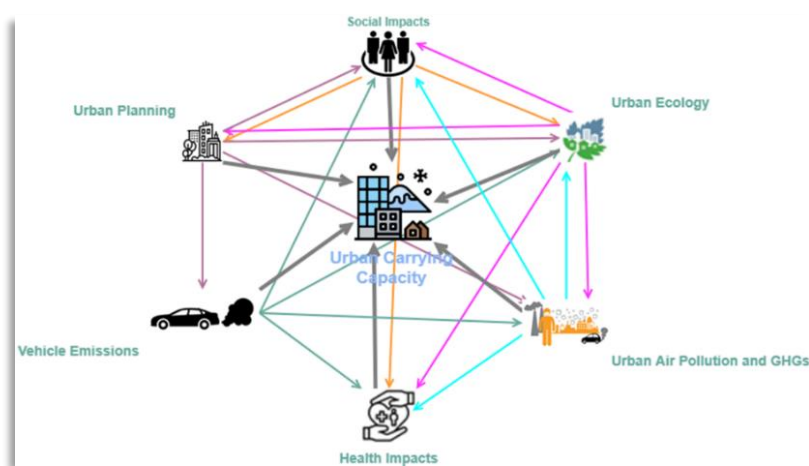 Social Impacts
Urban Planning
Urban Ecology
Urban Carrying
Capacity
Vehicle Emissions
Urban Air Pollution and GHGs
Health Impacts